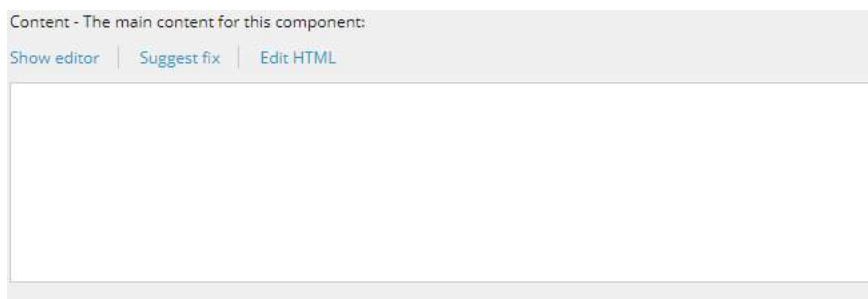 Content - The main content for this component:
Show editor Suggest fix Edit HTML